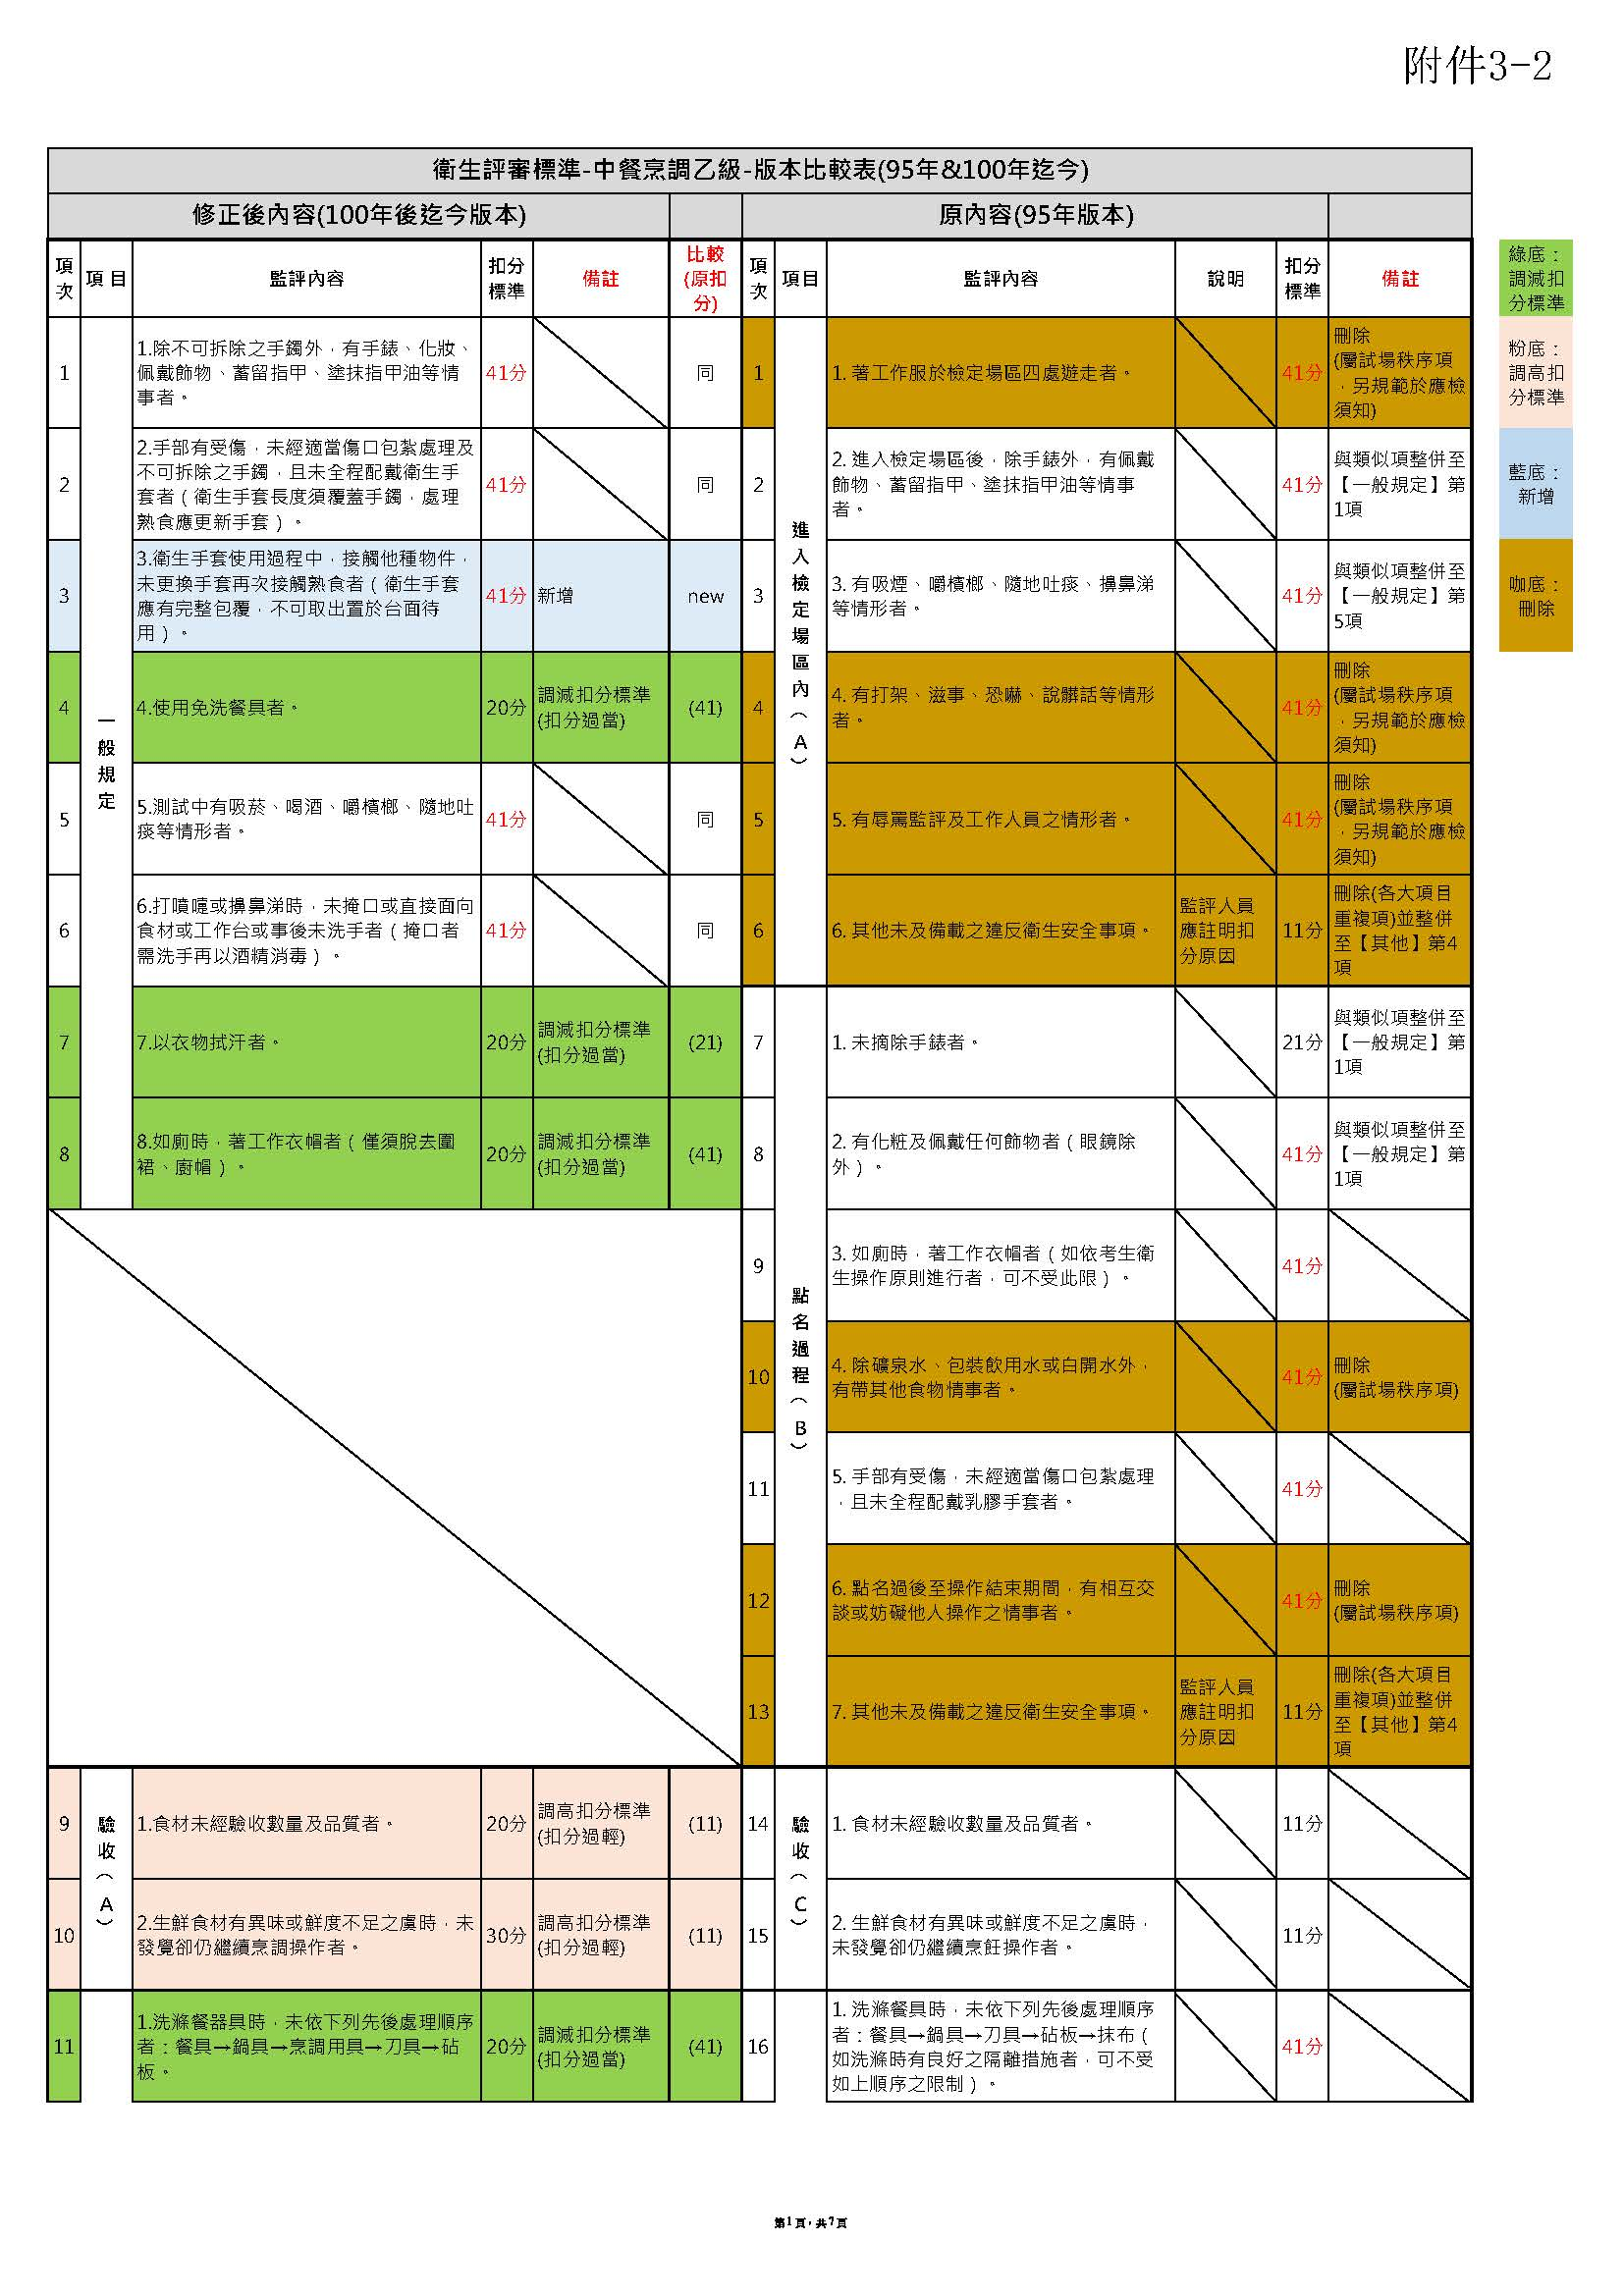 附件3-2
衛生評審標準-中餐烹調乙級-版本比較表(95年&100年迄今)
修正後內容(100年後迄今版本)
原內容(95年版本)
項次
項目
監評內容
扣分
標準
備註
比較
(原扣
分)
項次
項目
監評內容
說明
扣分
標準
備註
綠底：
調減扣
分標準
粉底：
調高扣
分標準
藍底：
新增
咖底：
刪除
一般規定
1
1.除不可拆除之手鐲外，有手錶、化妝、
佩戴飾物、蓄留指甲、塗抹指甲油等情
事者。
41分
同
2
2.手部有受傷，未經適當傷口包紮處理及
不可拆除之手鐲，且未全程配戴衛生手
套者（衛生手套長度須覆蓋手鐲，處理
熟食應更新手套）。
41分
同
3
3.衛生手套使用過程中，接觸他種物件，
未更換手套再次接觸熟食者（衛生手套
應有完整包覆，不可取出置於台面待
用）。
41分
新增
new
4
4.使用免洗餐具者。
20分
調減扣分標準
(扣分過當)
(41)
5
5.測試中有吸菸、喝酒、嚼檳榔、隨地吐
痰等情形者。
41分
同
6
6.打噴嚏或擤鼻涕時，未掩口或直接面向
食材或工作台或事後未洗手者（掩口者
需洗手再以酒精消毒）。
41分
同
7
7.以衣物拭汗者。
20分
調減扣分標準
(扣分過當)
(21)
8
8.如廁時，著工作衣帽者（僅須脫去圍
裙、廚帽）。
20分
調減扣分標準
(扣分過當)
(41)
進入檢定場區內（A）
1
1. 著工作服於檢定場區四處遊走者。
41分
刪除
(屬試場秩序項
，另規範於應檢
須知)
2
2. 進入檢定場區後，除手錶外，有佩戴
飾物、蓄留指甲、塗抹指甲油等情事
者。
41分
與類似項整併至
【一般規定】第
1項
3
3. 有吸煙、嚼檳榔、隨地吐痰、擤鼻涕
等情形者。
41分
與類似項整併至
【一般規定】第
5項
4
4. 有打架、滋事、恐嚇、說髒話等情形
者。
41分
刪除
(屬試場秩序項
，另規範於應檢
須知)
5
5. 有辱罵監評及工作人員之情形者。
41分
刪除
(屬試場秩序項
，另規範於應檢
須知)
6
6. 其他未及備載之違反衛生安全事項。
監評人員
應註明扣
分原因
11分
刪除(各大項目
重複項)並整併
至【其他】第4
項
點名過程（B）
7
1. 未摘除手錶者。
21分
與類似項整併至
【一般規定】第
1項
8
2. 有化粧及佩戴任何飾物者（眼鏡除
外）。
41分
與類似項整併至
【一般規定】第
1項
9
3. 如廁時，著工作衣帽者（如依考生衛
生操作原則進行者，可不受此限）。
41分
10
4. 除礦泉水、包裝飲用水或白開水外，
有帶其他食物情事者。
41分
刪除
(屬試場秩序項)
11
5. 手部有受傷，未經適當傷口包紮處理
，且未全程配戴乳膠手套者。
41分
12
6. 點名過後至操作結束期間，有相互交
談或妨礙他人操作之情事者。
41分
刪除
(屬試場秩序項)
13
7. 其他未及備載之違反衛生安全事項。
監評人員
應註明扣
分原因
11分
刪除(各大項目
重複項)並整併
至【其他】第4
項
驗收（A）
9
1.食材未經驗收數量及品質者。
20分
調高扣分標準
(扣分過輕)
(11)
10
2.生鮮食材有異味或鮮度不足之虞時，未
發覺卻仍繼續烹調操作者。
30分
調高扣分標準
(扣分過輕)
(11)
驗收（C）
14
1. 食材未經驗收數量及品質者。
11分
15
2. 生鮮食材有異味或鮮度不足之虞時，
未發覺卻仍繼續烹飪操作者。
11分
11
1.洗滌餐器具時，未依下列先後處理順序
者：餐具→鍋具→烹調用具→刀具→砧
板。
20分
調減扣分標準
(扣分過當)
(41)
16
1. 洗滌餐具時，未依下列先後處理順序
者：餐具→鍋具→刀具→砧板→抹布（
如洗滌時有良好之隔離措施者，可不受
如上順序之限制）。
41分
第1頁，共7頁